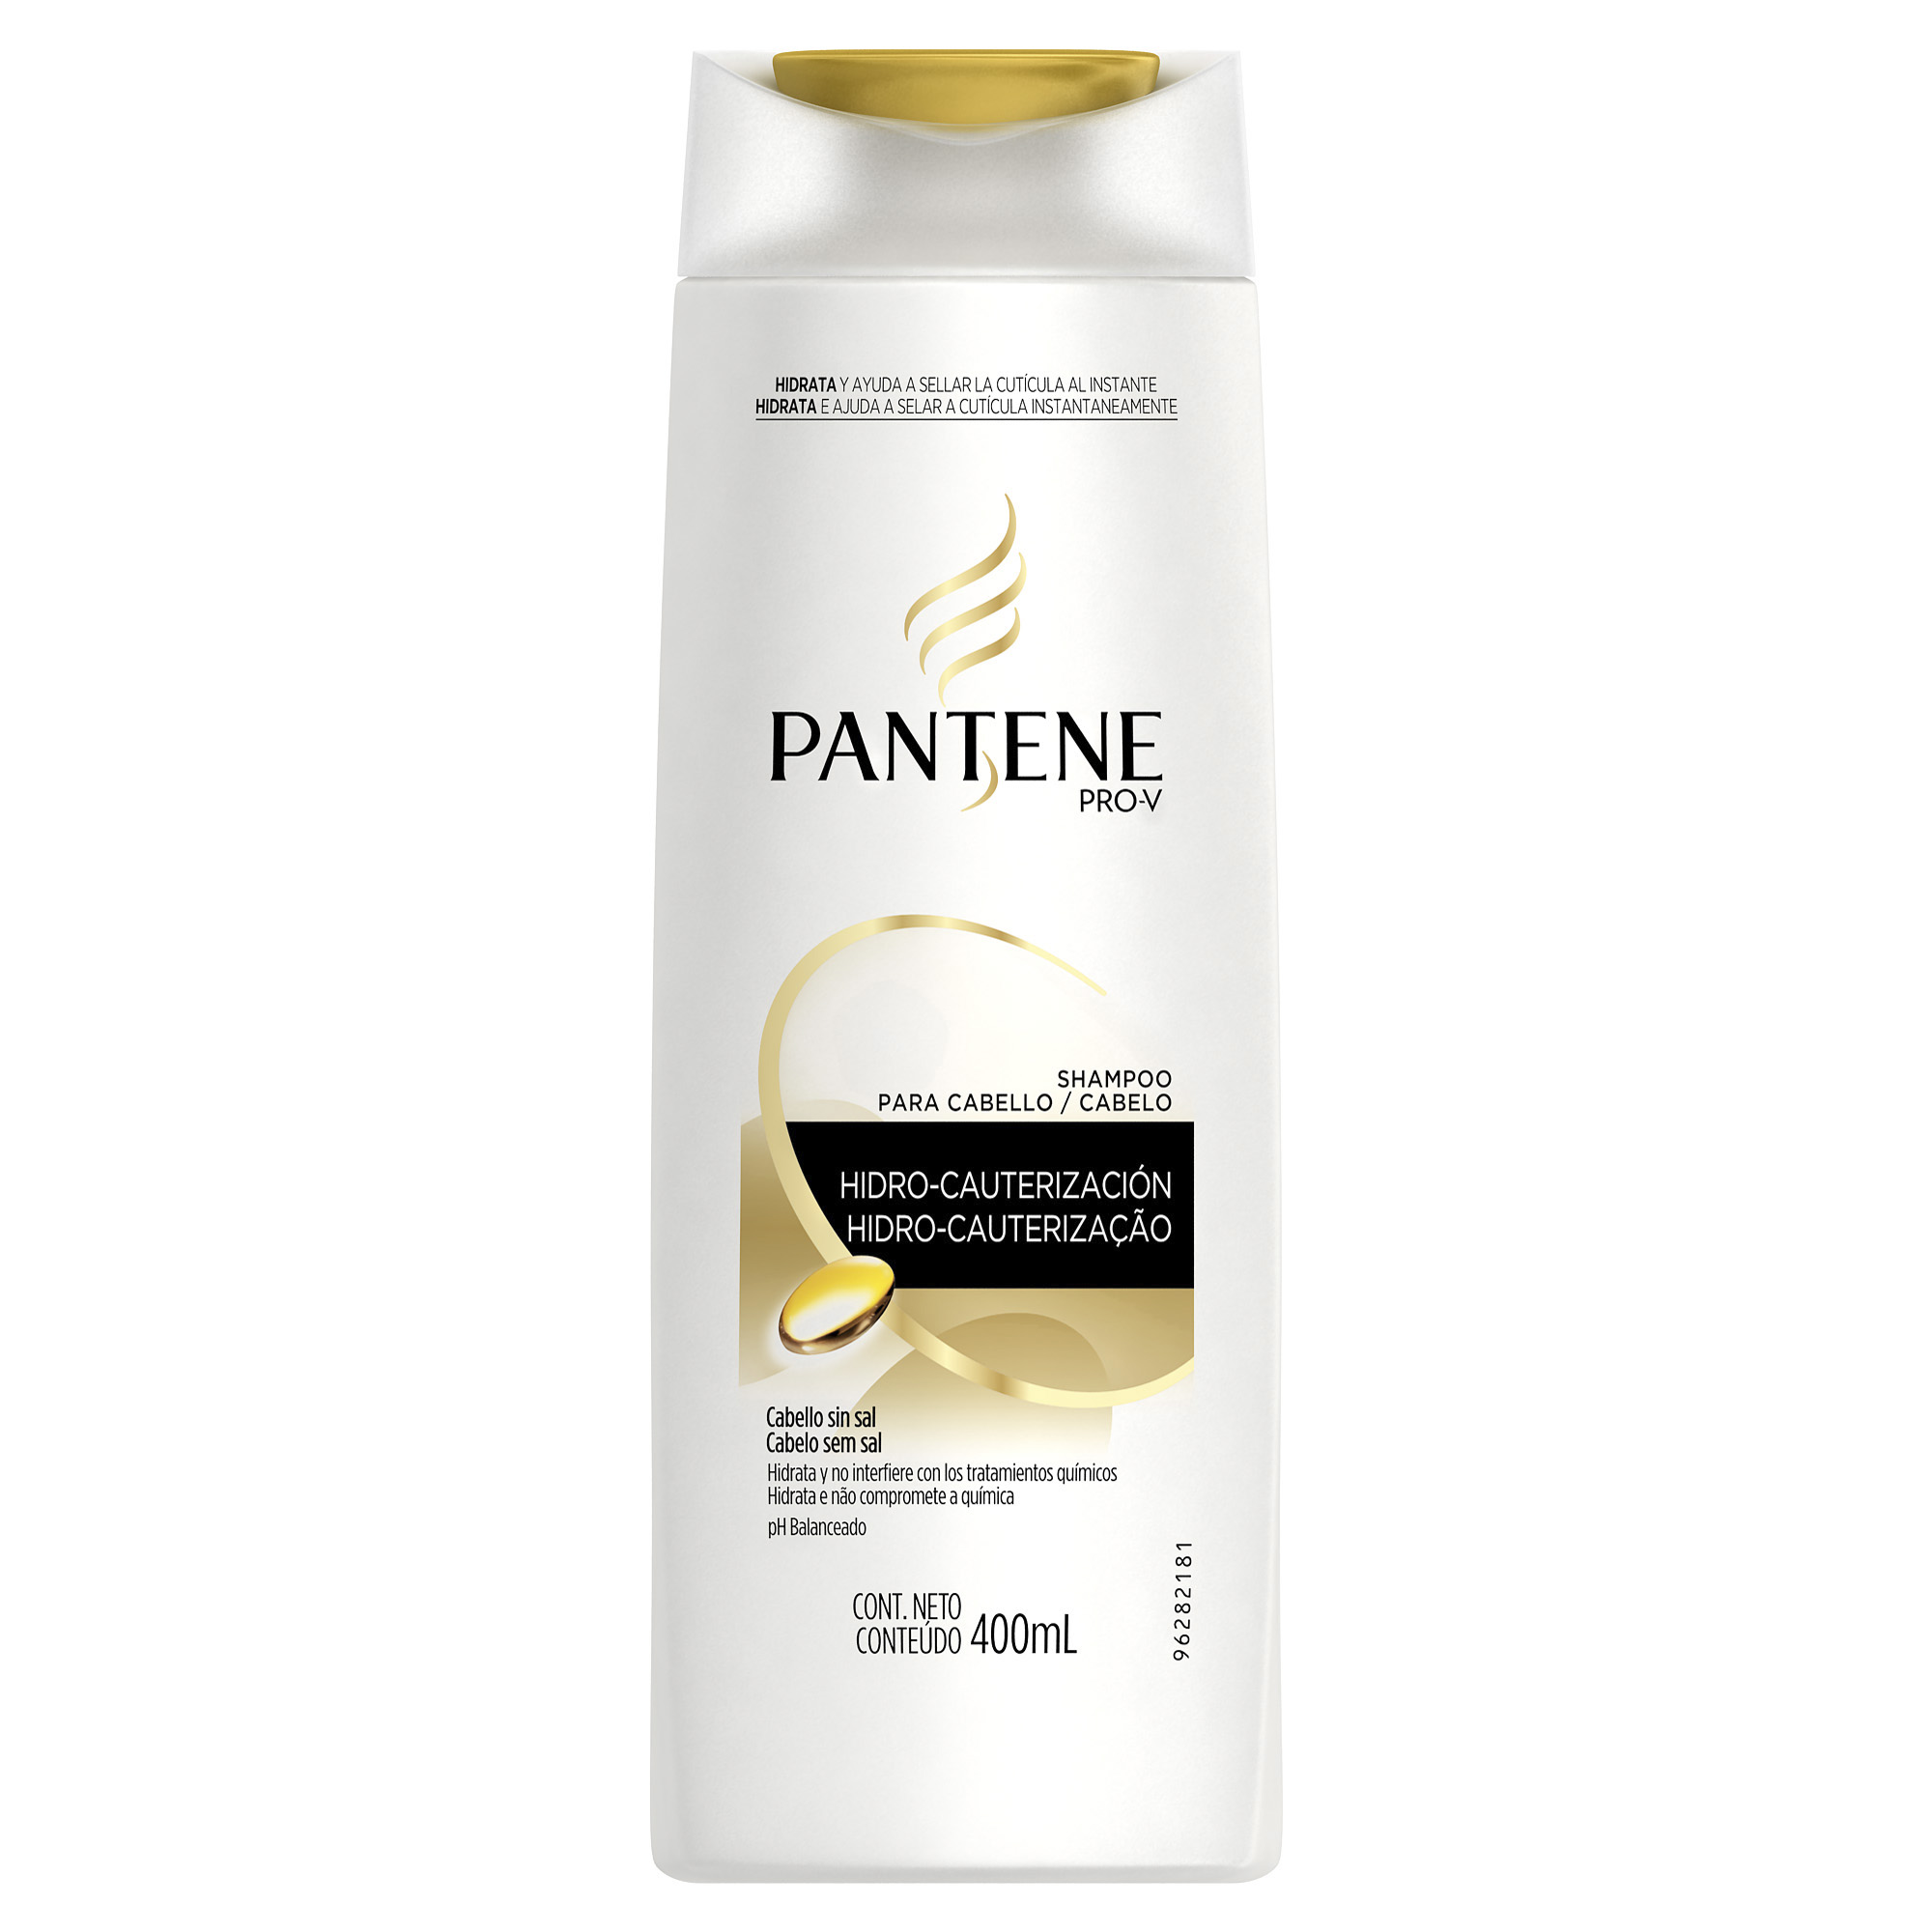 HIDRATA Y AYUDA A SELLAR LA CUTÍCULA AL INSTANTE
HIDRATA E AJUDA A SELAR A CUTÍCULA INSTANTANEAMENTE
PANTENE
PRO-V
SHAMPOO
PARA CABELLO / CABELO
HIDRO-CAUTERIZACIÓN
HIDRO-CAUTERIZAÇÃO
Cabello sin sal
Cabelo sem sal
Hidrata y no interfiere con los tratamientos químicos
Hidrata e não compromete a química
pH Balanceado
CONT. NETO
CONTEÚDO 400mL
96282181